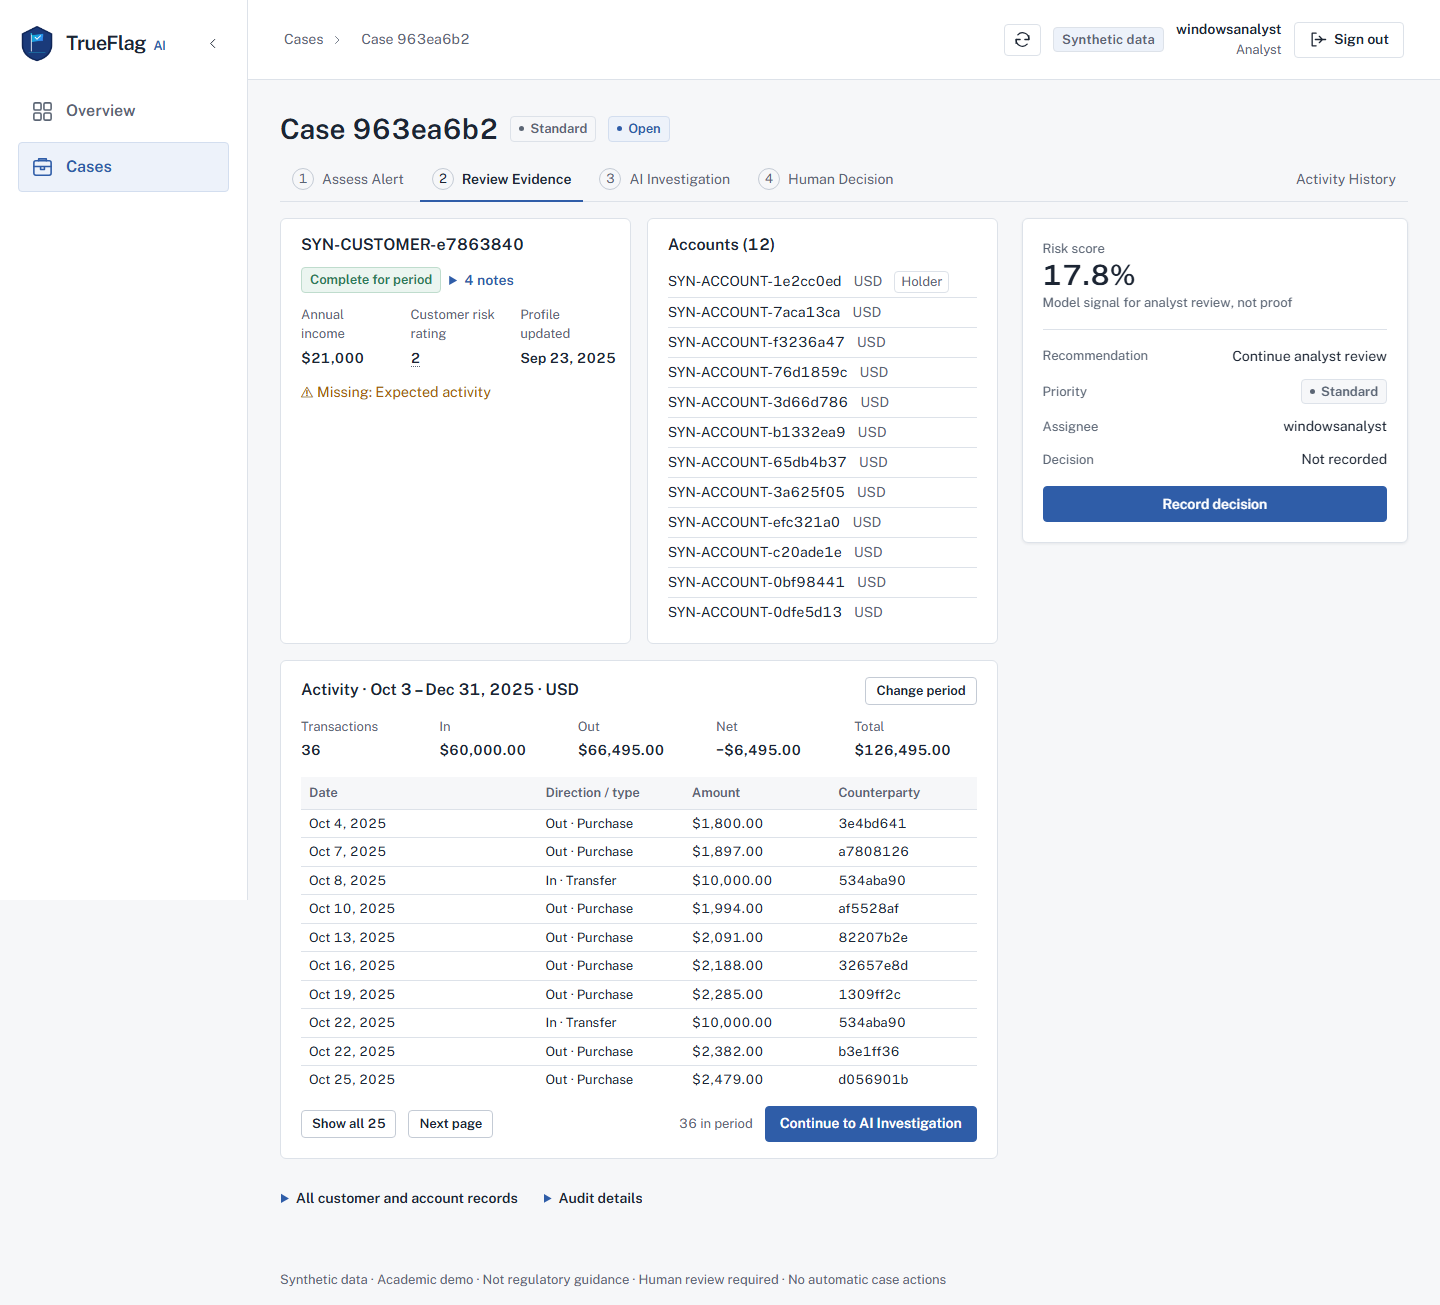 TrueFlag AI
Overview
Cases
Cases
Case 963ea6b2
Synthetic data
windowsanalyst
Analyst
Sign out
Case 963ea6b2
Standard
Open
1 Assess Alert
2 Review Evidence
3 AI Investigation
4 Human Decision
Activity History
SYN-CUSTOMER-e7863840
Complete for period
4 notes
Annual income
$21,000
Customer risk rating
2
Profile updated
Sep 23, 2025
Missing: Expected activity
Accounts (12)
SYN-ACCOUNT-1e2cc0ed USD Holder
SYN-ACCOUNT-7aca13ca USD
SYN-ACCOUNT-f3236a47 USD
SYN-ACCOUNT-76d1859c USD
SYN-ACCOUNT-3d66d786 USD
SYN-ACCOUNT-b1332ea9 USD
SYN-ACCOUNT-65db4b37 USD
SYN-ACCOUNT-3a625f05 USD
SYN-ACCOUNT-efc321a0 USD
SYN-ACCOUNT-c20ade1e USD
SYN-ACCOUNT-0bf98441 USD
SYN-ACCOUNT-0dfe5d13 USD
Risk score
17.8%
Model signal for analyst review, not proof
Recommendation Continue analyst review
Priority Standard
Assignee windowsanalyst
Decision Not recorded
Record decision
Activity · Oct 3 – Dec 31, 2025 · USD
Change period
Transactions In Out Net Total
36 $60,000.00 $66,495.00 −$6,495.00 $126,495.00
Date Direction / type Amount Counterparty
Oct 4, 2025 Out · Purchase $1,800.00 3e4bd641
Oct 7, 2025 Out · Purchase $1,897.00 a7808126
Oct 8, 2025 In · Transfer $10,000.00 534aba90
Oct 10, 2025 Out · Purchase $1,994.00 af5528af
Oct 13, 2025 Out · Purchase $2,091.00 82207b2e
Oct 16, 2025 Out · Purchase $2,188.00 32657e8d
Oct 19, 2025 Out · Purchase $2,285.00 1309ff2c
Oct 22, 2025 In · Transfer $10,000.00 534aba90
Oct 22, 2025 Out · Purchase $2,382.00 b3e1ff36
Oct 25, 2025 Out · Purchase $2,479.00 d056901b
Show all 25
Next page
36 in period
Continue to AI Investigation
All customer and account records
Audit details
Synthetic data · Academic demo · Not regulatory guidance · Human review required · No automatic case actions